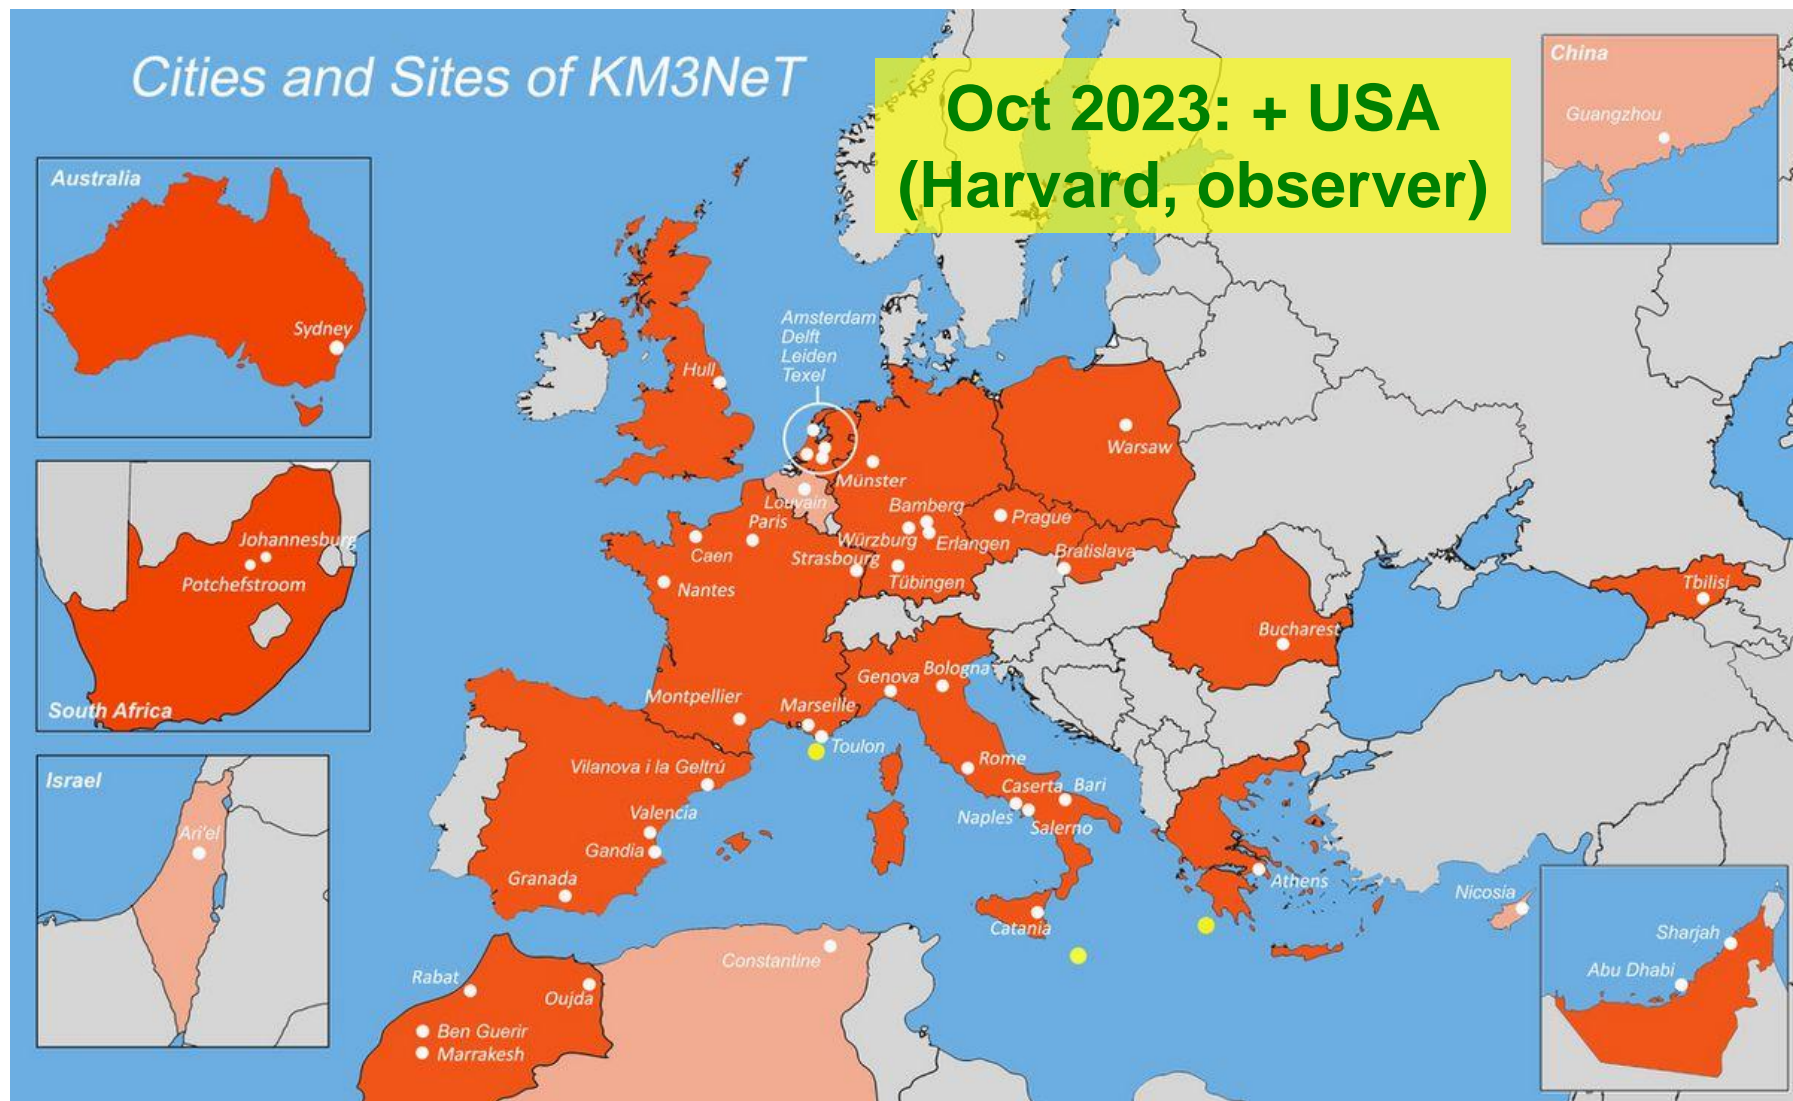 Cities and Sites of KM3NeT
Oct 2023: + USA
(Harvard, observer)
China
Guangzhou
Australia
Sydney
Amsterdam
Delft
Leiden
Texel
Hull
Warsaw
Münster
Louvain
Bamberg
Prague
Paris
Würzburg
Erlangen
Caen
Strasbourg
Bratislava
Tübingen
Nantes
Johannesburg
Potchefstroom
South Africa
Tbilisi
Bucharest
Genova
Bologna
Montpellier
Marseille
Toulon
Rome
Vilanova i la Geltrú
Caserta
Bari
Naples
Salerno
Valencia
Gandia
Granada
Israel
Ari'el
Athens
Nicosia
Catania
Sharjah
Abu Dhabi
Constantine
Rabat
Oujda
Ben Guerir
Marrakesh